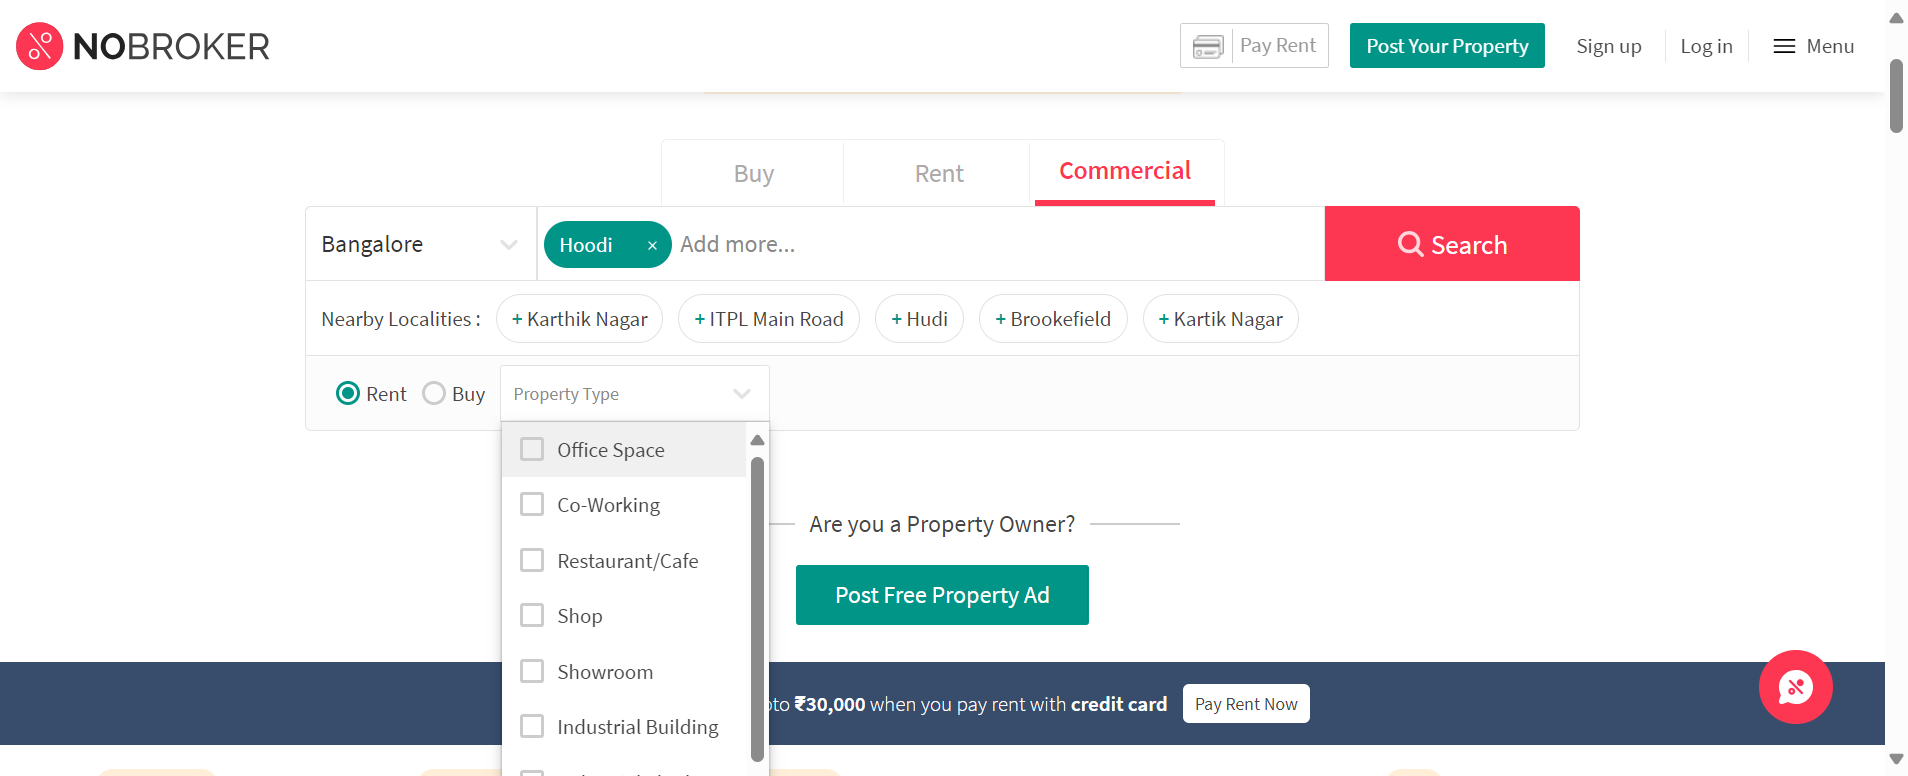 NOBROKER
Pay Rent
Post Your Property
Sign up
Log in
Menu
Buy
Rent
Commercial
Bangalore
Hoodi ×
Add more...
Search
Nearby Localities :
+ Karthik Nagar
+ ITPL Main Road
+ Hudi
+ Brookefield
+ Kartik Nagar
Rent
Buy
Property Type
Office Space
Co-Working
Restaurant/Cafe
Shop
Showroom
Industrial Building
Are you a Property Owner?
Post Free Property Ad
₹30,000 when you pay rent with credit card
Pay Rent Now